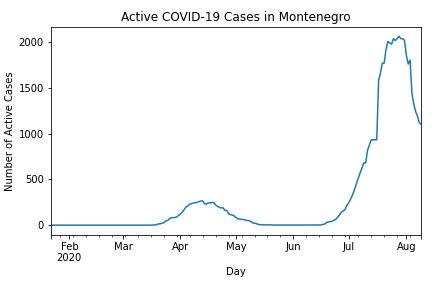 Active COVID-19 Cases in Montenegro
Number of Active Cases
2000
1500
1000
500
0
Feb
2020
Mar
Apr
May
Jun
Jul
Aug
Day